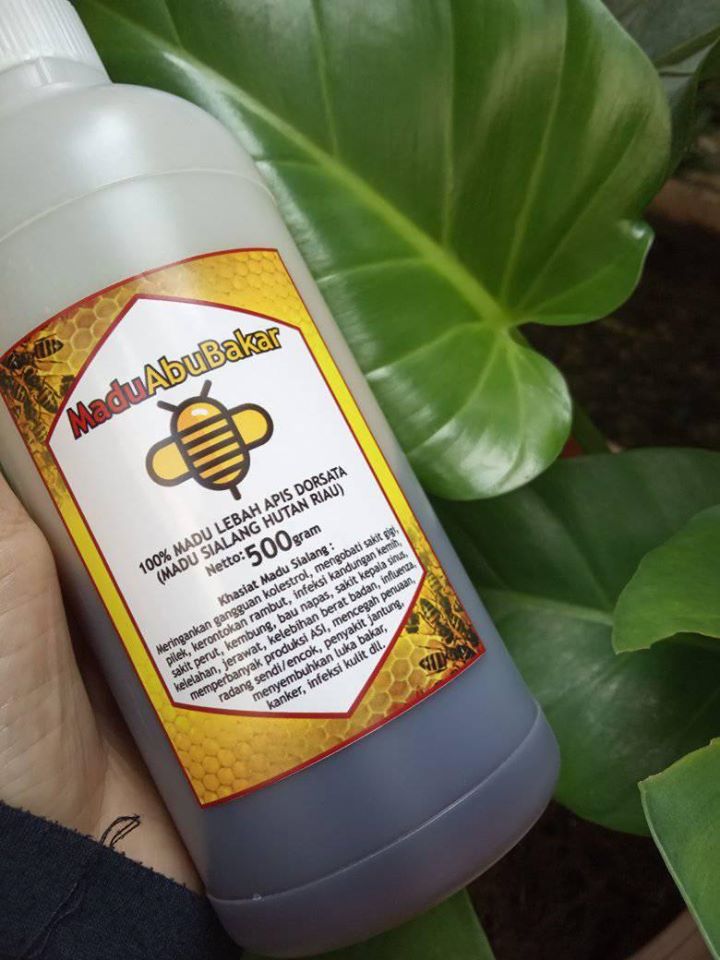 MaduAbuBakar
100% MADU LEBAH APIS DORSATA
(MADU SIALANG HUTAN RIAU)
Netto: 500gram
Khasiat Madu Sialang :
Meringankan gangguan kolestrol, mengobati sakit gigi,
pilek, kerontokan rambut, infeksi kandungan kemih,
sakit perut, kembung, bau napas, sakit kepala sinus,
kelelahan, jerawat, kelebihan berat badan, influenza,
memperbanyak produksi ASI, mencegah penuaan,
radang sendi/encok, penyakit jantung,
menyembuhkan luka bakar,
kanker, infeksi kulit dll.